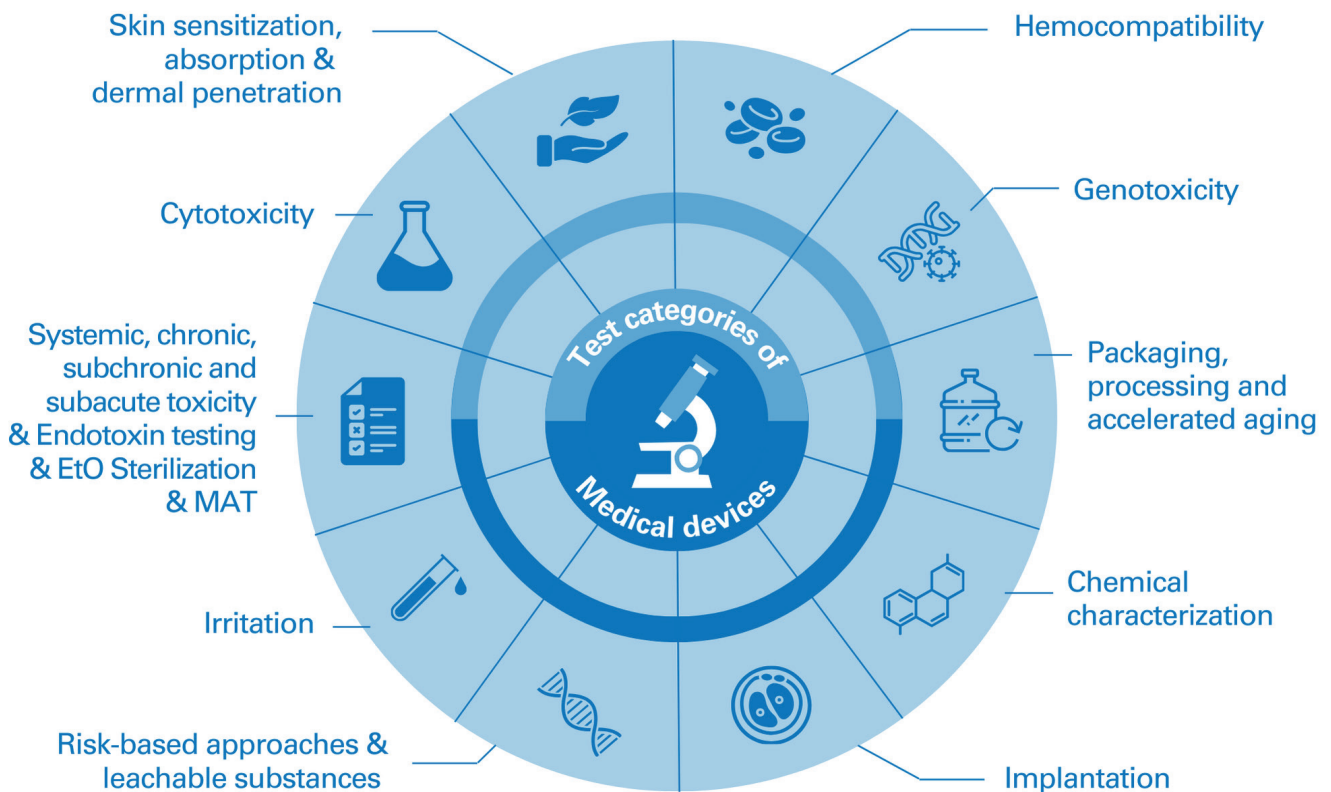 Skin sensitization,
absorption &
dermal penetration
Hemocompatibility
Cytotoxicity
Genotoxicity
Systemic, chronic,
subchronic and
subacute toxicity
& Endotoxin testing
& EtO Sterilization
& MAT
Packaging,
processing and
accelerated aging
Test categories of
Medical devices
Irritation
Chemical
characterization
Risk-based approaches &
leachable substances
Implantation